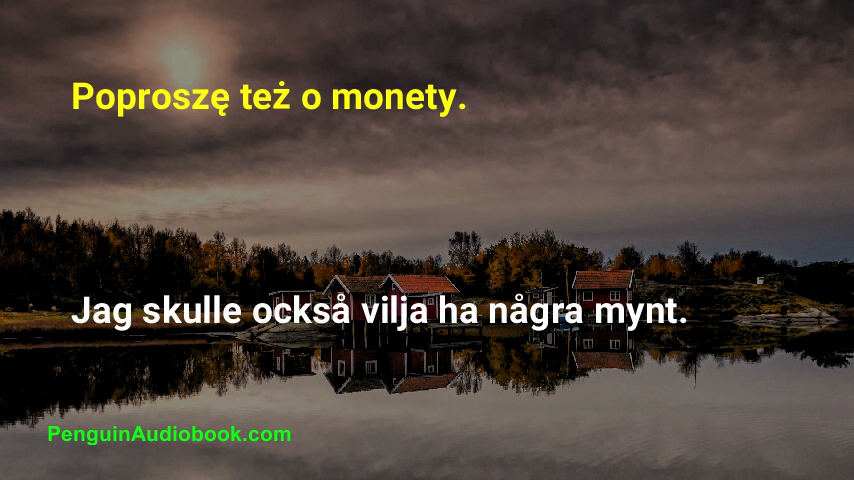 Poproszę też o monety.
Jag skulle också vilja ha några mynt.
PenguinAudiobook.com